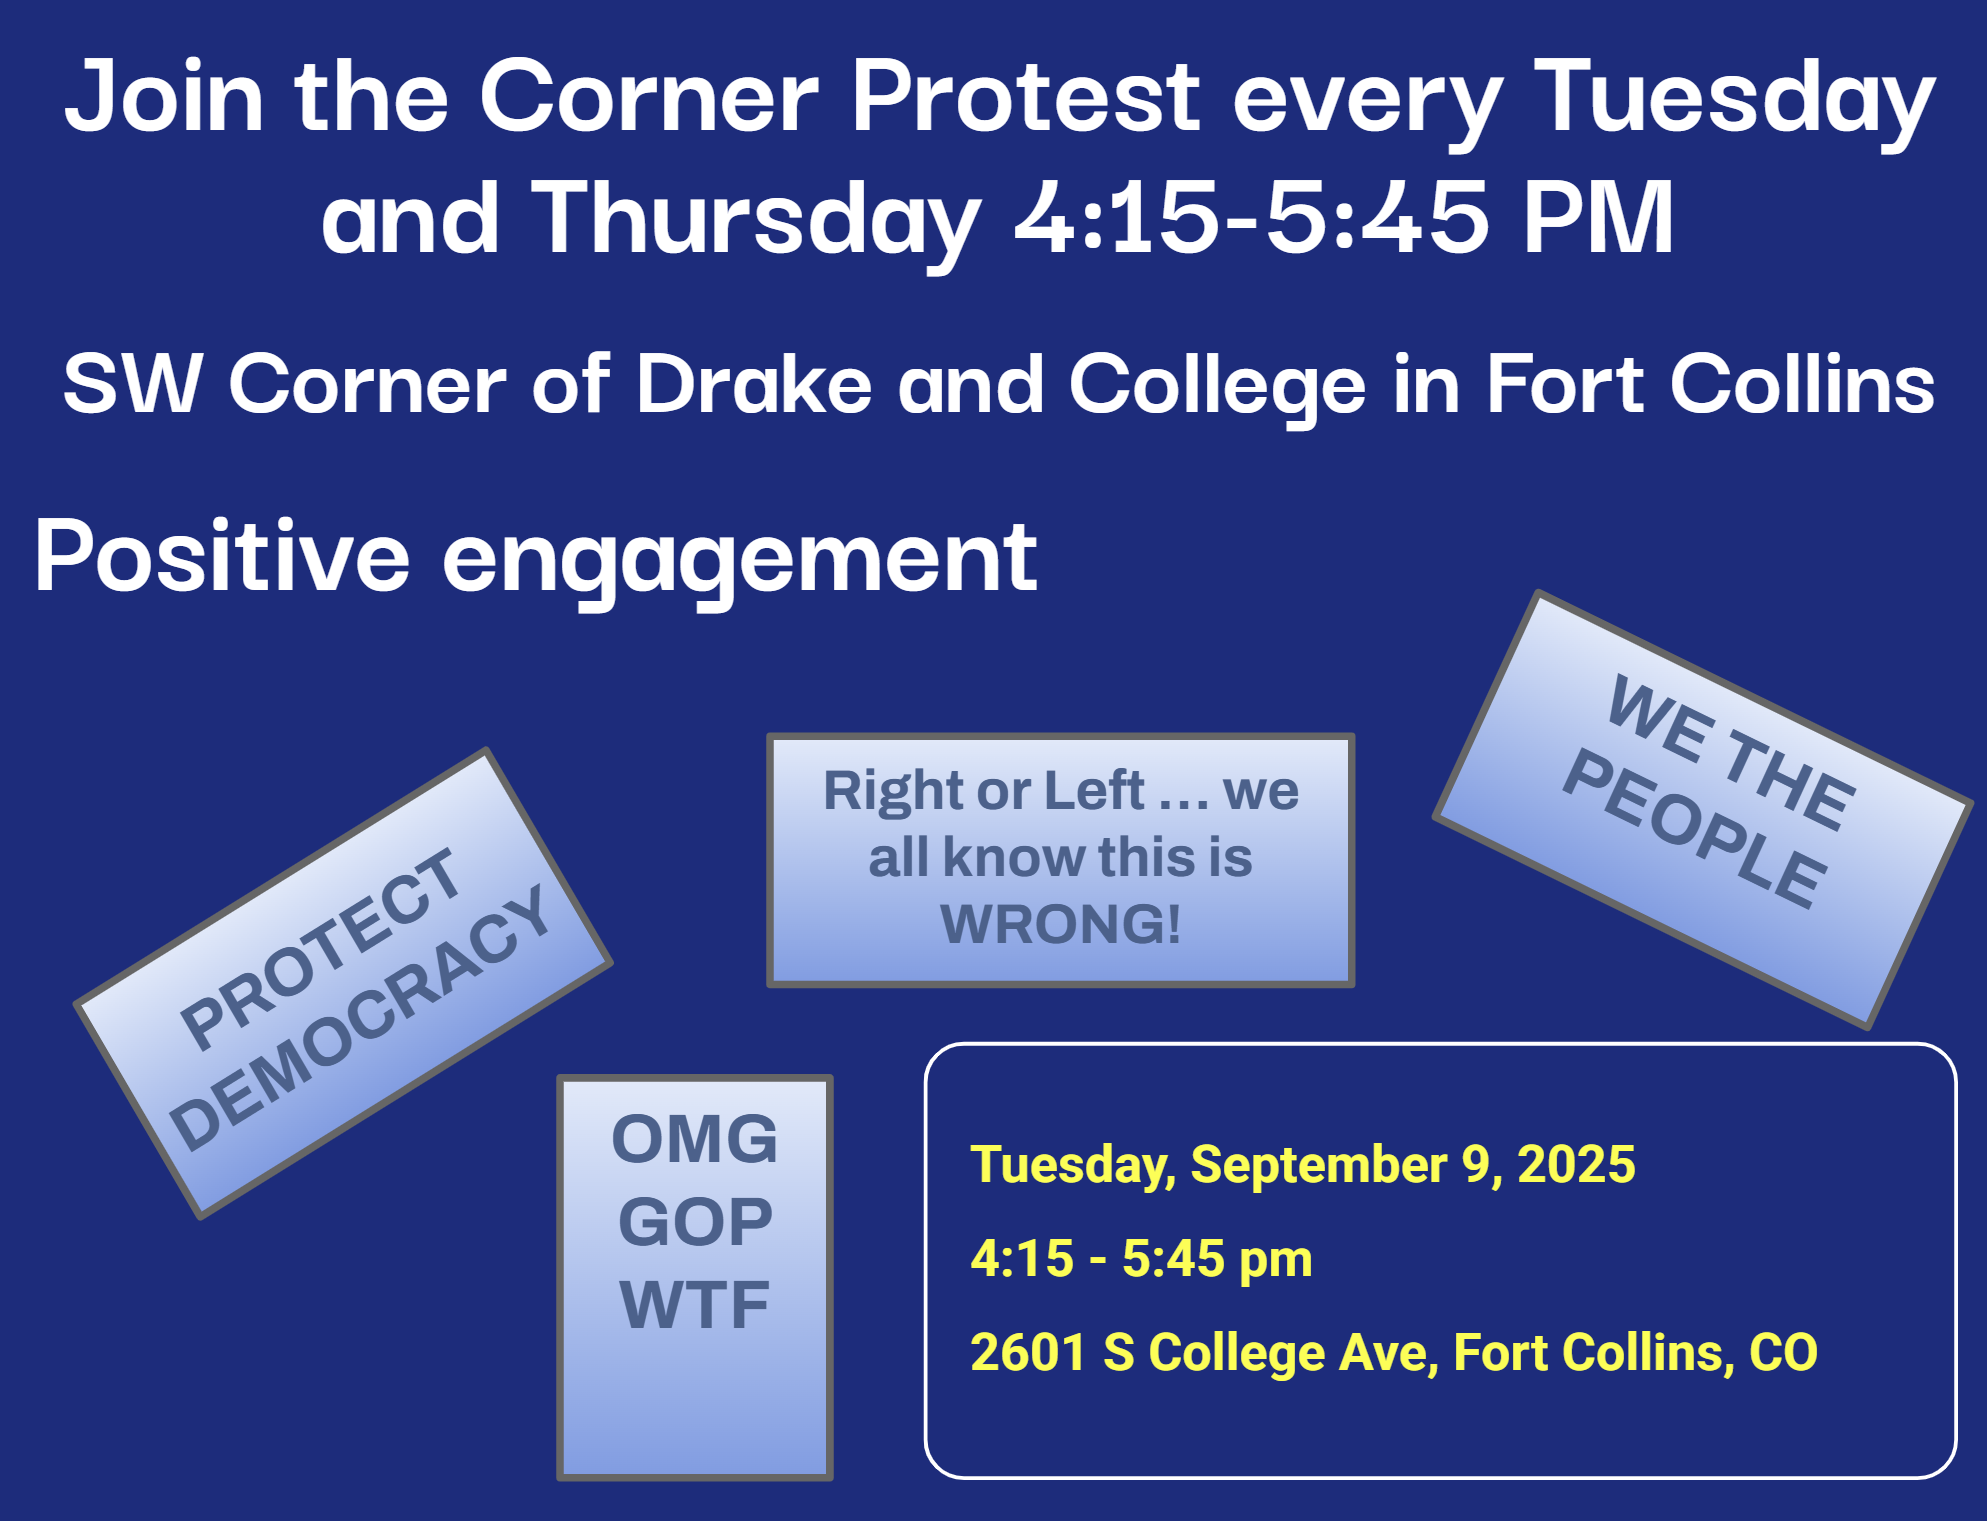 Join the Corner Protest every Tuesday
and Thursday 4:15-5:45 PM
SW Corner of Drake and College in Fort Collins
Positive engagement
WE THE
PEOPLE
Right or Left ... we
all know this is
WRONG!
PROTECT
DEMOCRACY
OMG
GOP
WTF
Tuesday, September 9, 2025
4:15 - 5:45 pm
2601 S College Ave, Fort Collins, CO